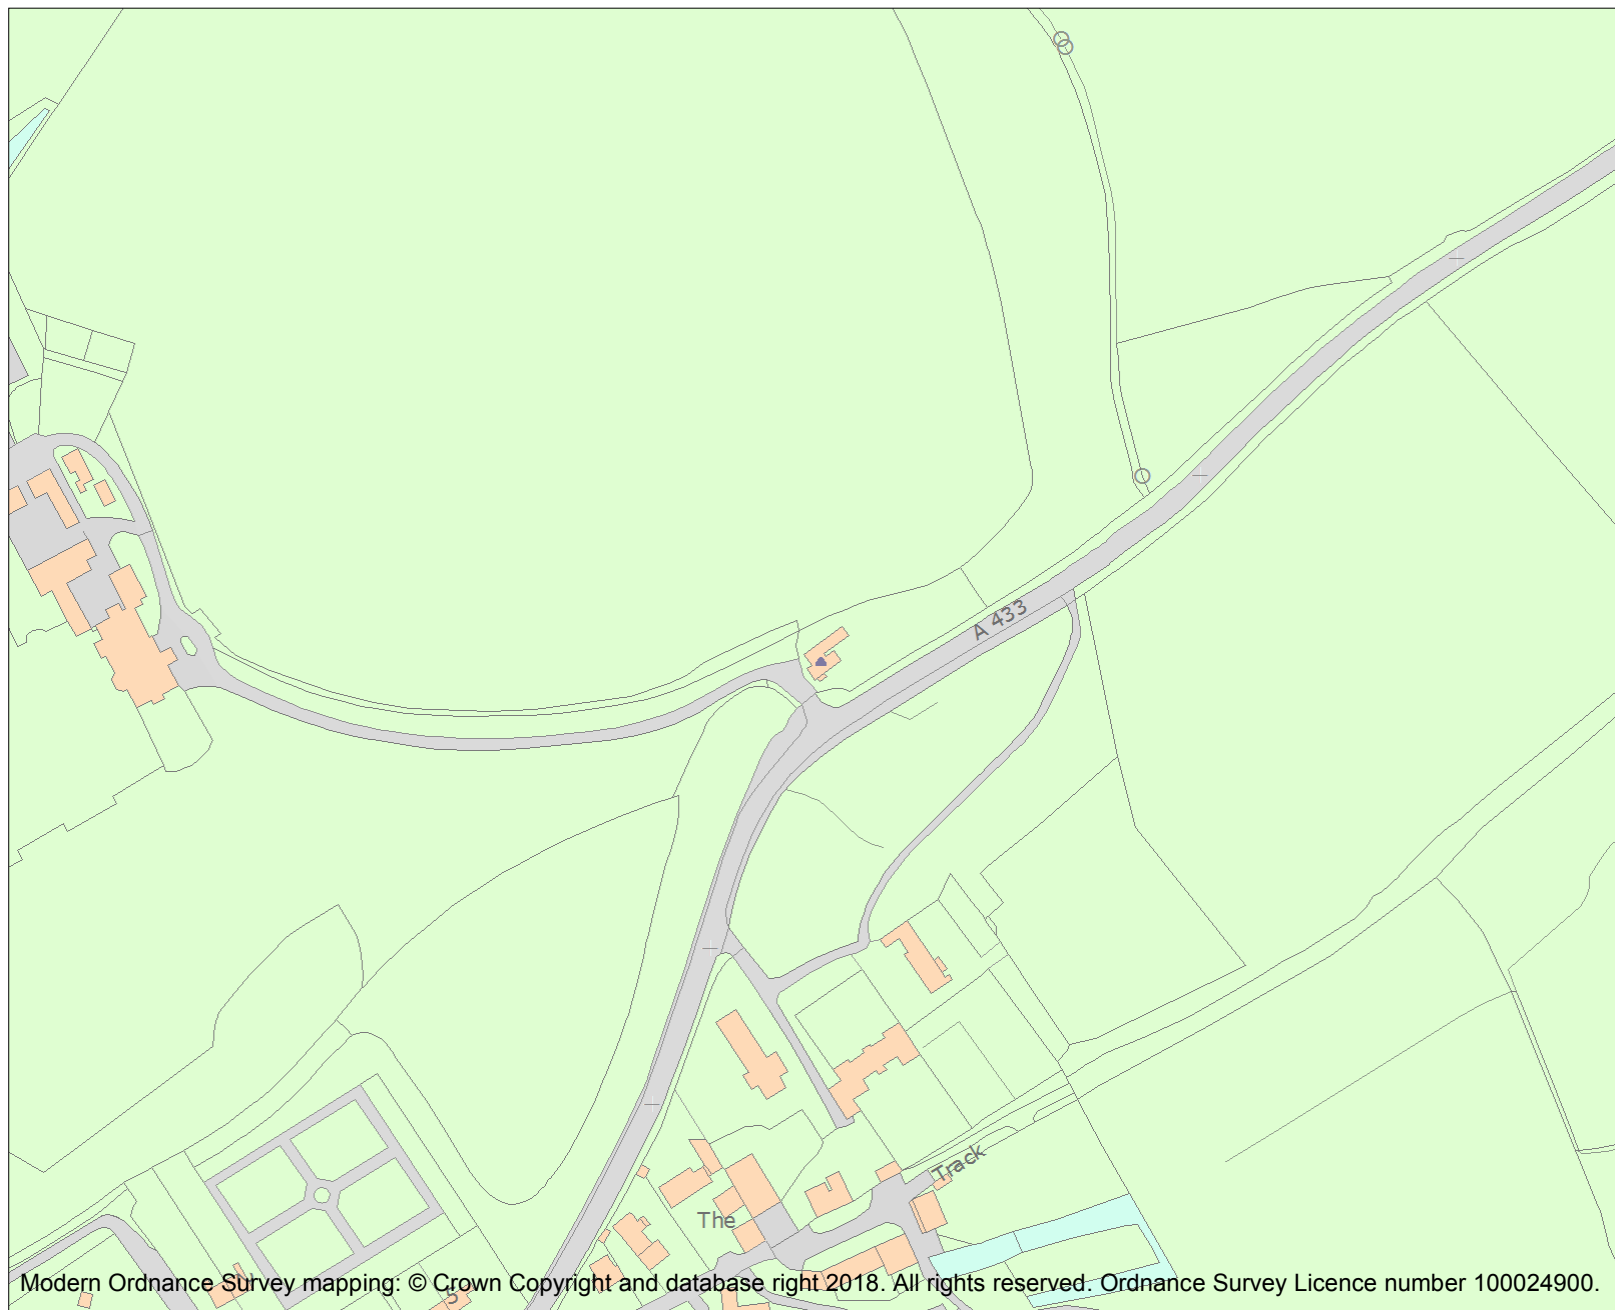 A 433
Track
The
5
Modern Ordnance Survey mapping: © Crown Copyright and database right 2018. All rights reserved. Ordnance Survey Licence number 100024900.